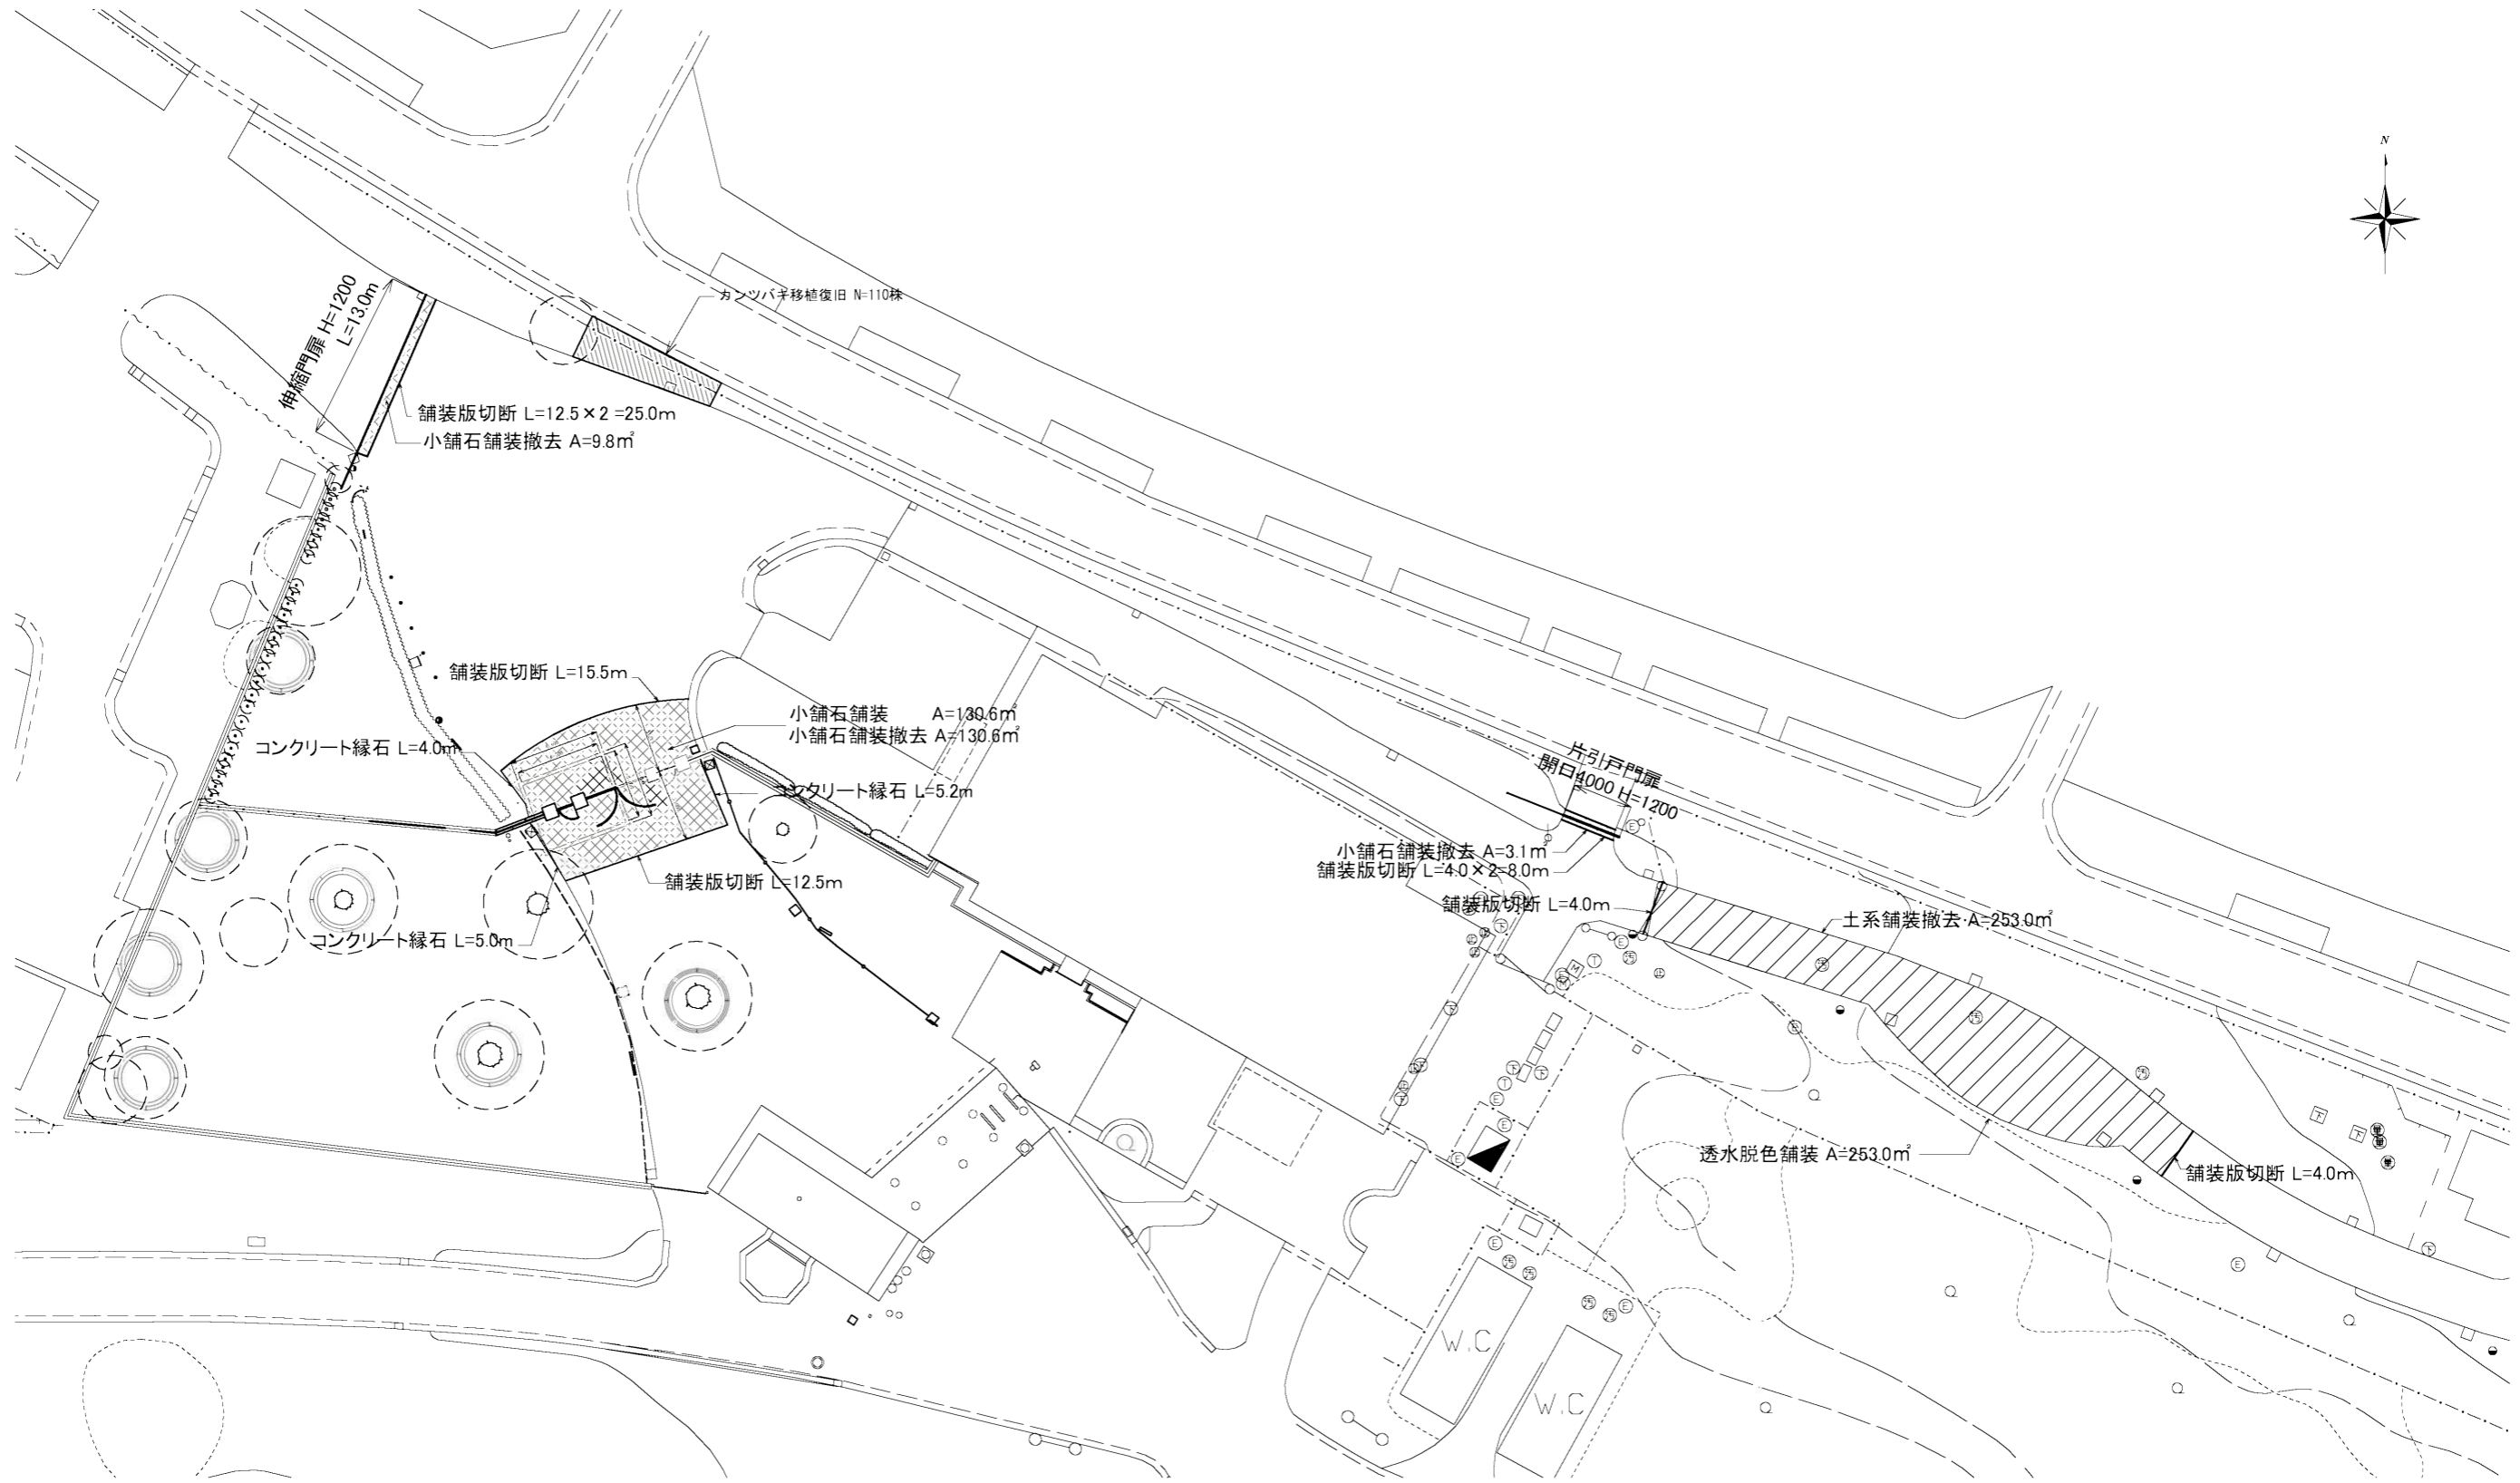 N
カンツバキ移植復旧 N=110株
伸縮門扉 H=1200
L=13.0m
舗装版切断 L=12.5×2 =25.0m
小舗石舗装撤去 A=9.8㎡
舗装版切断 L=15.5m
小舗石舗装 A=130.6㎡
小舗石舗装撤去 A=130.6㎡
コンクリート縁石 L=4.0m
コンクリート縁石 L=5.2m
舗装版切断 L=12.5m
コンクリート縁石 L=5.0m
片引戸門扉
開口4000 H=1200
小舗石舗装撤去 A=3.1㎡
舗装版切断 L=4.0×2=8.0m
舗装版切断 L=4.0m
土系舗装撤去 A=253.0㎡
透水脱色舗装 A=253.0㎡
舗装版切断 L=4.0m
W.C
W.C